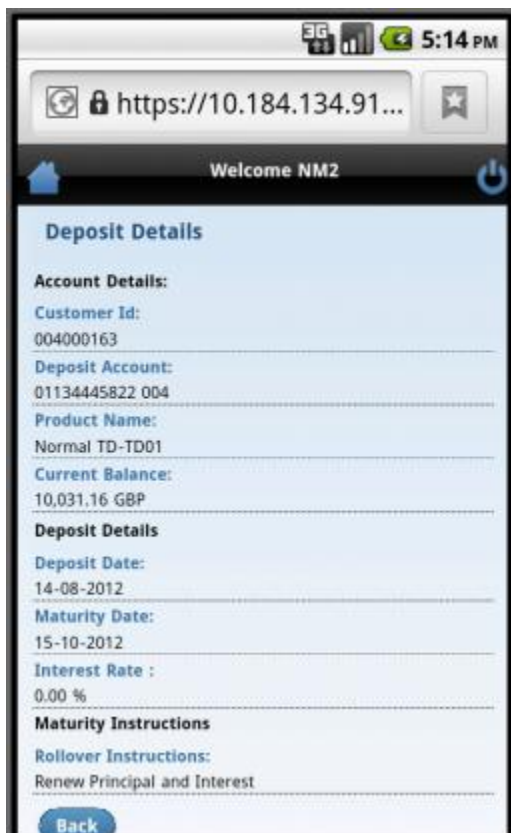 3G
5:14 PM
https://10.184.134.91...
Welcome NM2
Deposit Details
Account Details:
Customer Id:
004000163
Deposit Account:
01134445822 004
Product Name:
Normal TD-TD01
Current Balance:
10,031.16 GBP
Deposit Details
Deposit Date:
14-08-2012
Maturity Date:
15-10-2012
Interest Rate :
0.00 %
Maturity Instructions
Rollover Instructions:
Renew Principal and Interest
Back